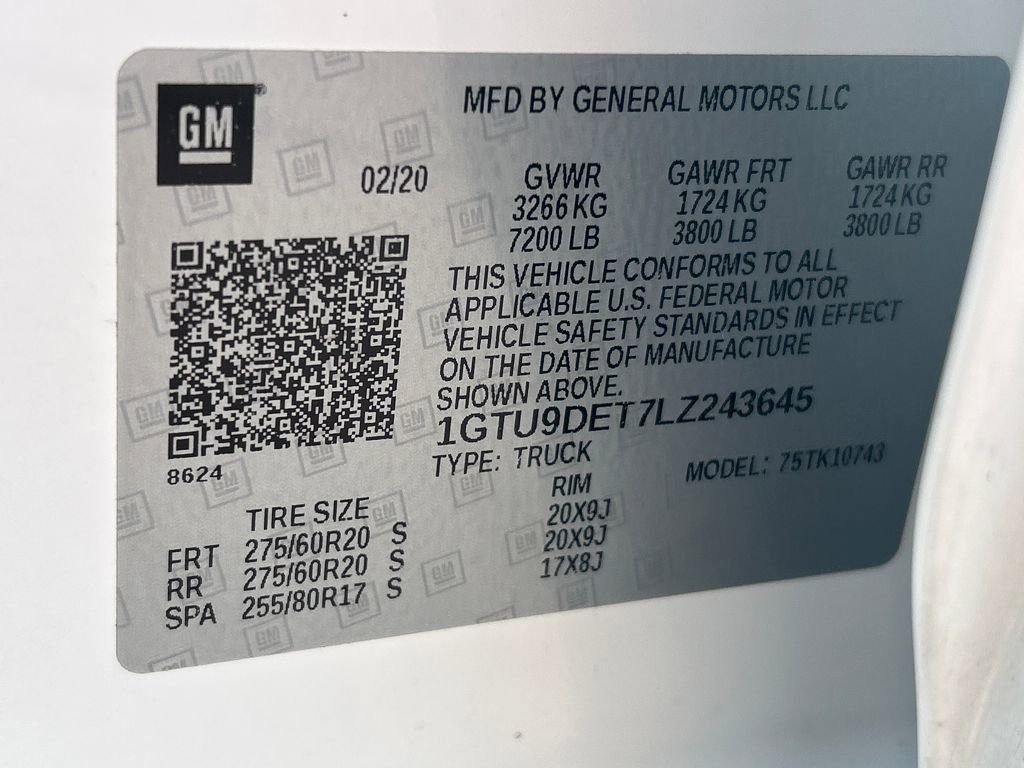 GM
MFD BY GENERAL MOTORS LLC
02/20
GVWR GAWR FRT GAWR RR
3266 KG 1724 KG 1724 KG
7200 LB 3800 LB 3800 LB
THIS VEHICLE CONFORMS TO ALL
APPLICABLE U.S. FEDERAL MOTOR
VEHICLE SAFETY STANDARDS IN EFFECT
ON THE DATE OF MANUFACTURE
SHOWN ABOVE.
1GTU9DET7LZ243645
TYPE: TRUCK MODEL: 75TK10743
8624
TIRE SIZE RIM
FRT 275/60R20 S 20X9J
RR 275/60R20 S 20X9J
SPA 255/80R17 S 17X8J